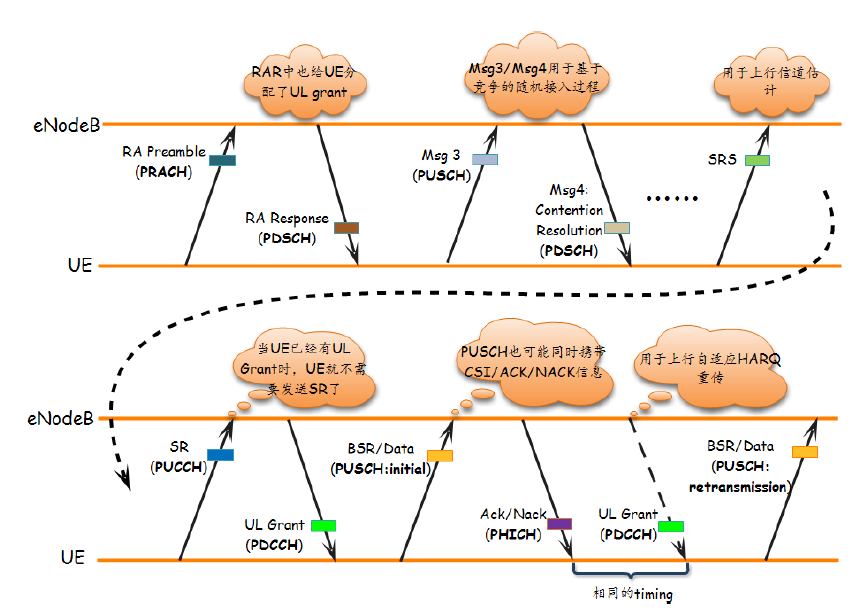 RAR中也给UE分
配了UL grant
Msg3/Msg4用于基于
竞争的随机接入过程
用于上行信道估
计
eNodeB
RA Preamble
(PRACH)
RA Response
(PDSCH)
Msg 3
(PUSCH)
Msg4:
Contention
Resolution
(PDSCH)
......
SRS
UE
当UE已经有UL
Grant时，UE就不需
要发送SR了
PUSCH也可能同时携带
CSI/ACK/NACK信息
用于上行自适应HARQ
重传
eNodeB
SR
(PUCCH)
UL Grant
(PDCCH)
BSR/Data
(PUSCH:initial)
Ack/Nack
(PHICH)
UL Grant
(PDCCH)
BSR/Data
(PUSCH:
retransmission)
UE
相同的timing